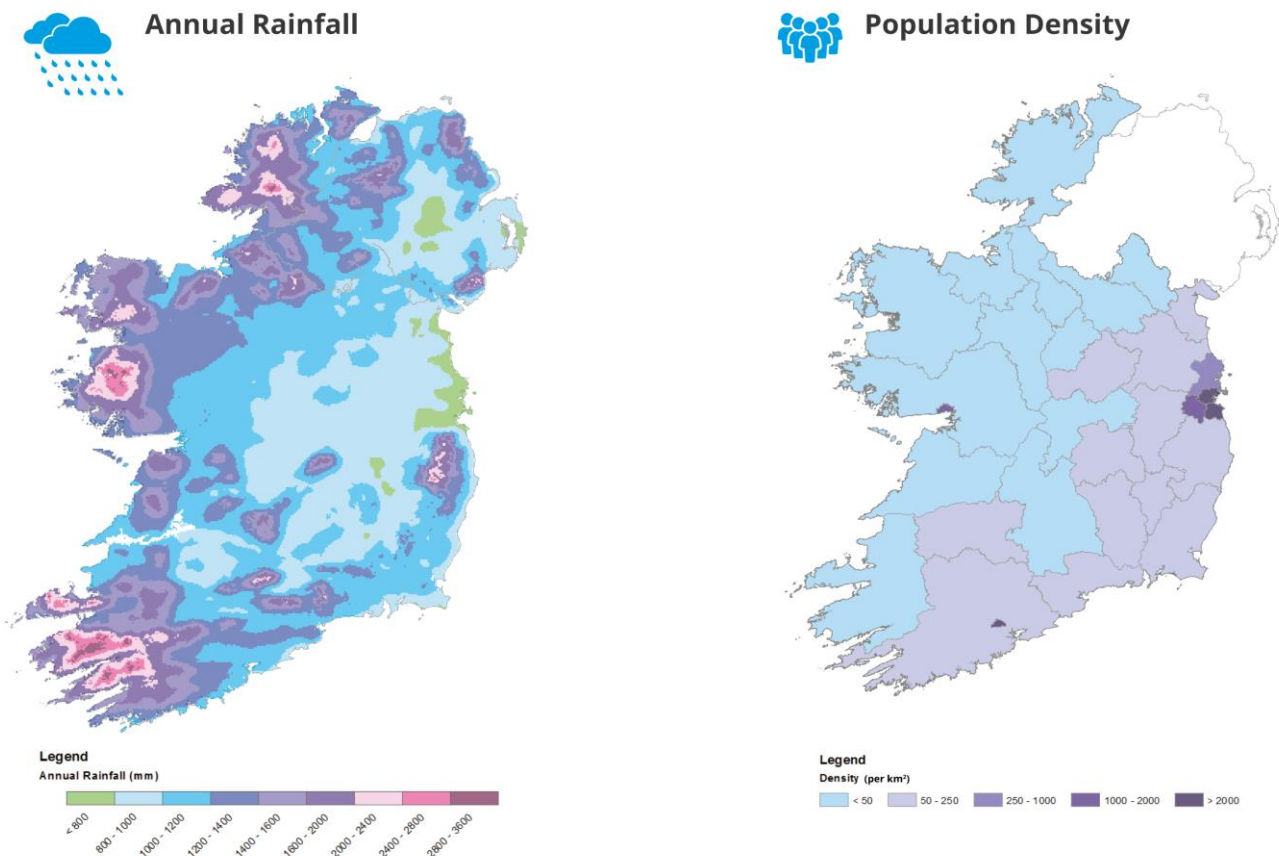 Annual Rainfall
Population Density
Legend
Annual Rainfall (mm)
< 800
800 - 1000
1000 - 1200
1200 - 1400
1400 - 1600
1600 - 2000
2000 - 2400
2400 - 2800
2800 - 3600
Legend
Density (per km²)
< 50
50 - 250
250 - 1000
1000 - 2000
> 2000